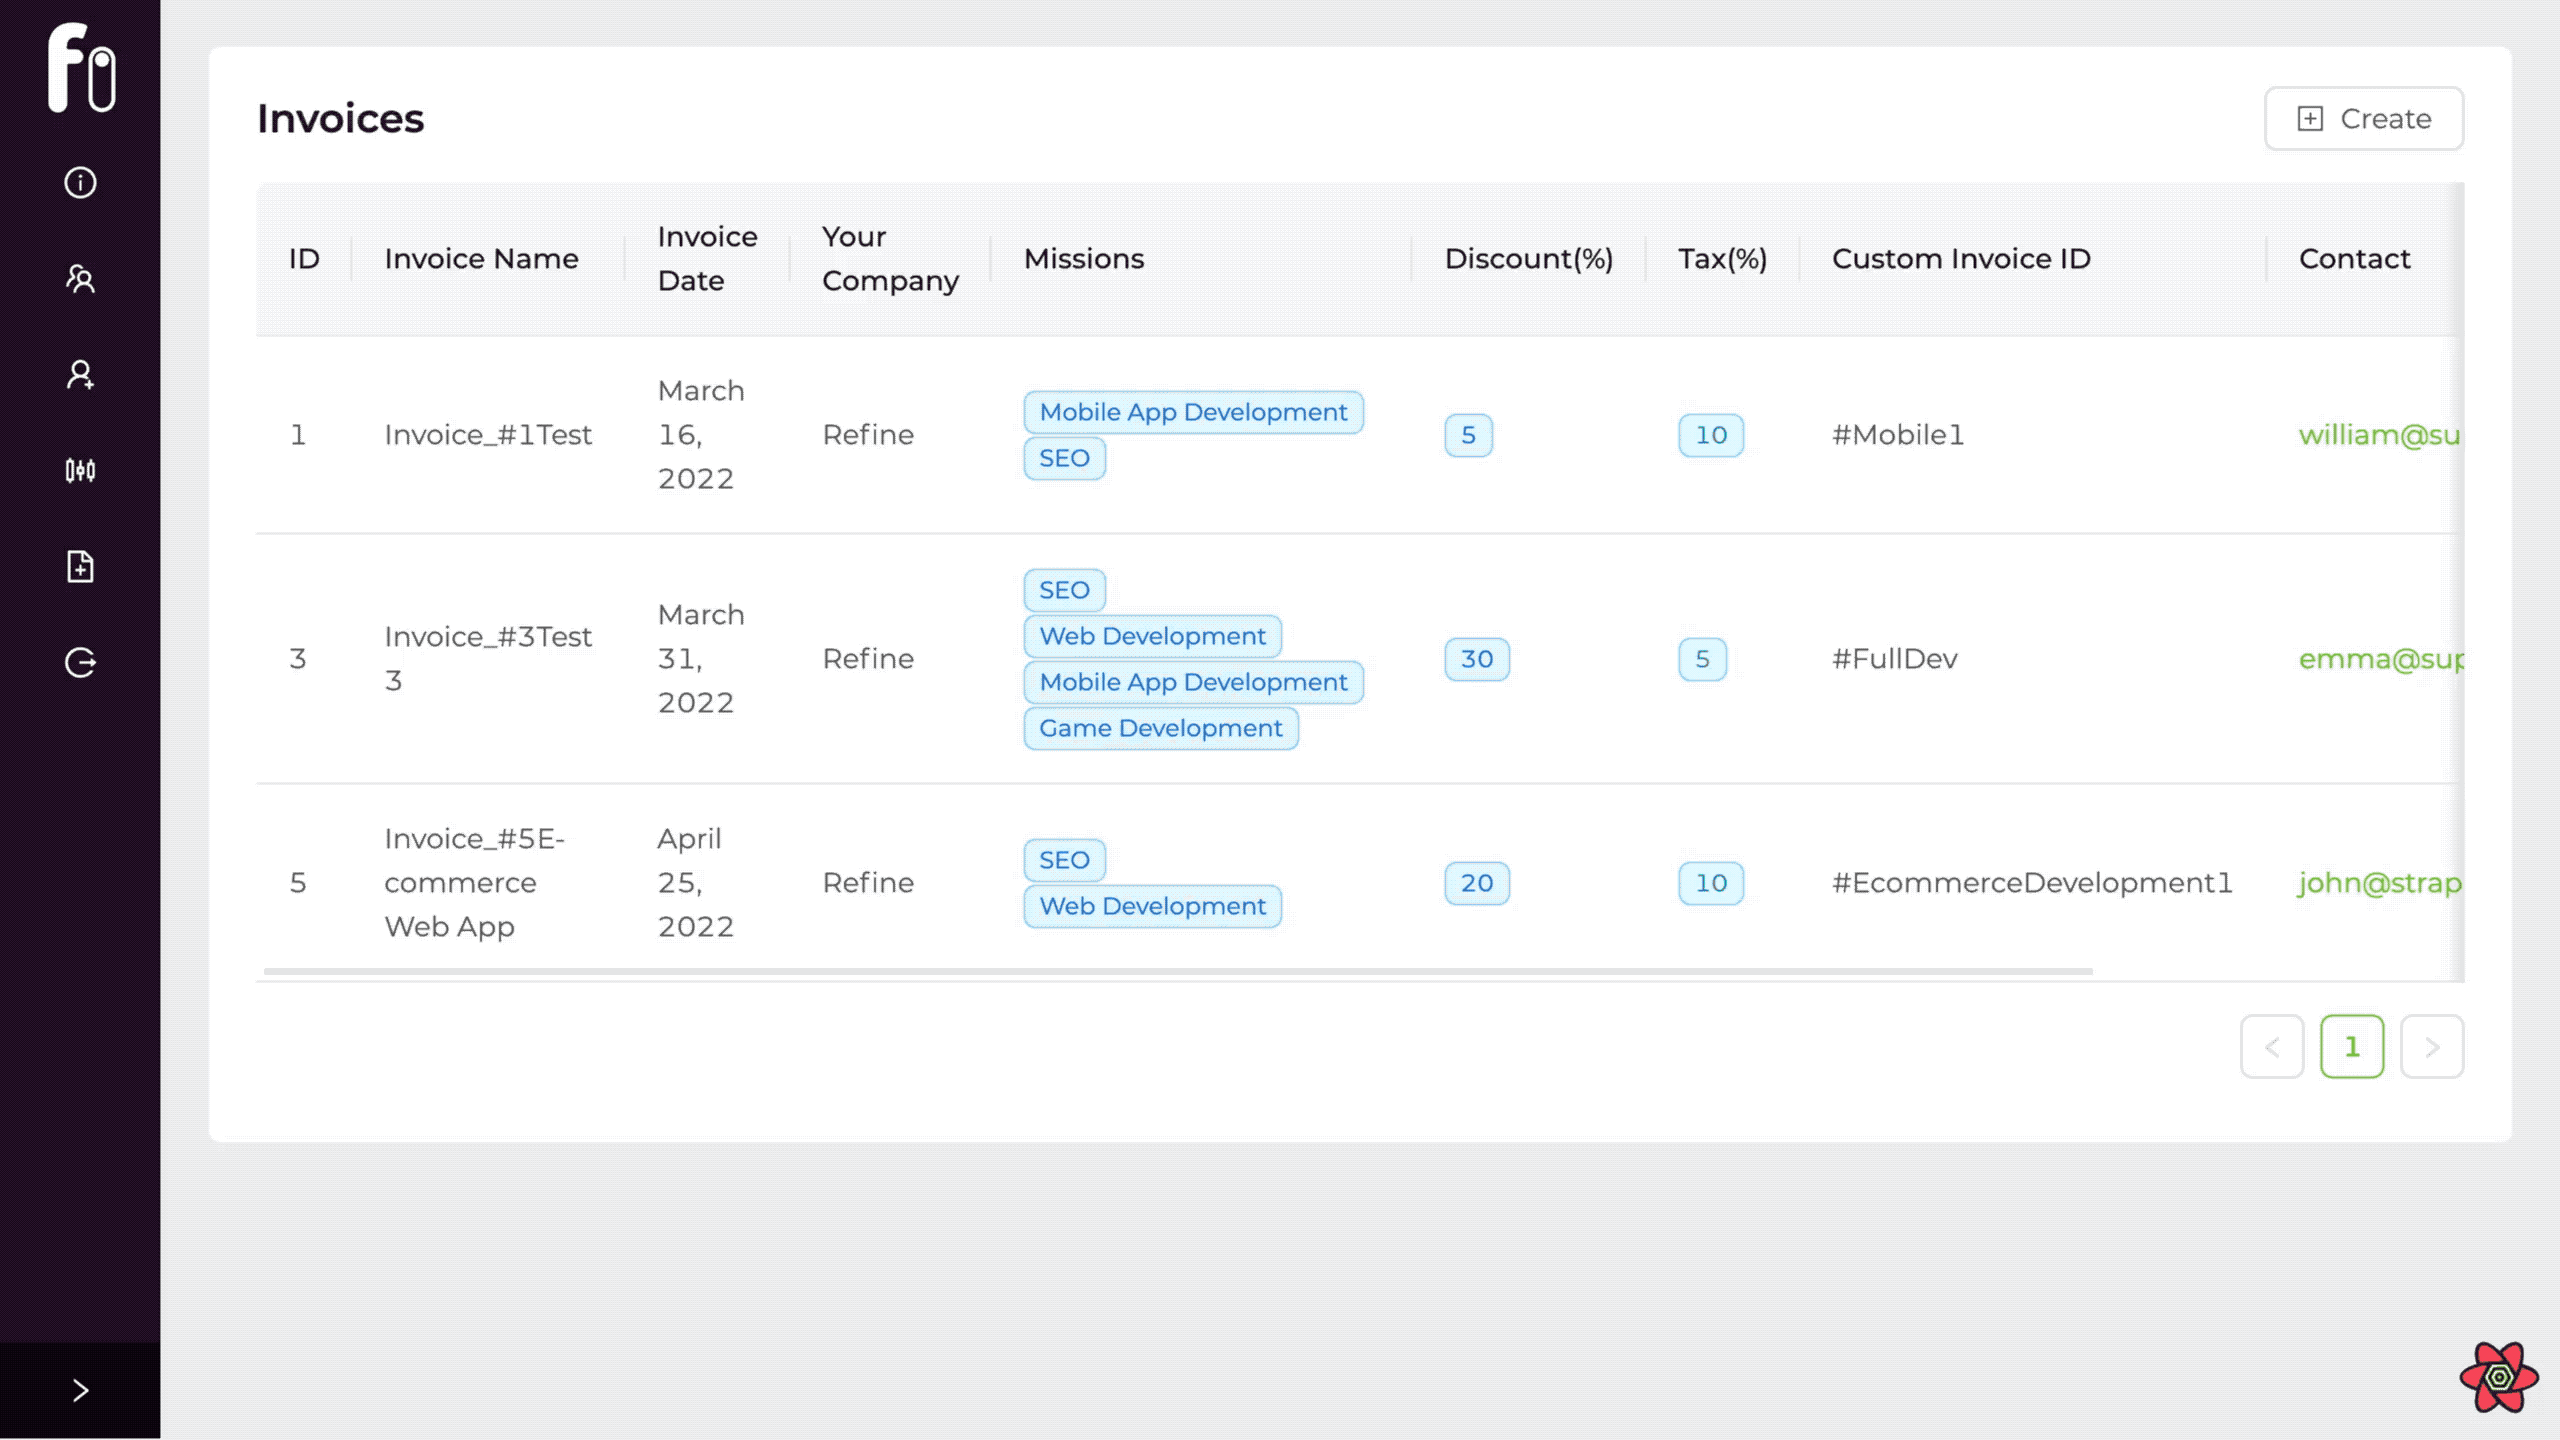 Invoices
Create
ID
Invoice Name
Invoice
Date
Your
Company
Missions
Discount(%)
Tax(%)
Custom Invoice ID
Contact
1
Invoice_#1Test
March
16,
2022
Refine
Mobile App Development
SEO
5
10
#Mobile1
william@su
3
Invoice_#3Test
3
March
31,
2022
Refine
SEO
Web Development
Mobile App Development
Game Development
30
5
#FullDev
emma@sup
5
Invoice_#5E-
commerce
Web App
April
25,
2022
Refine
SEO
Web Development
20
10
#EcommerceDevelopment1
john@strap
1